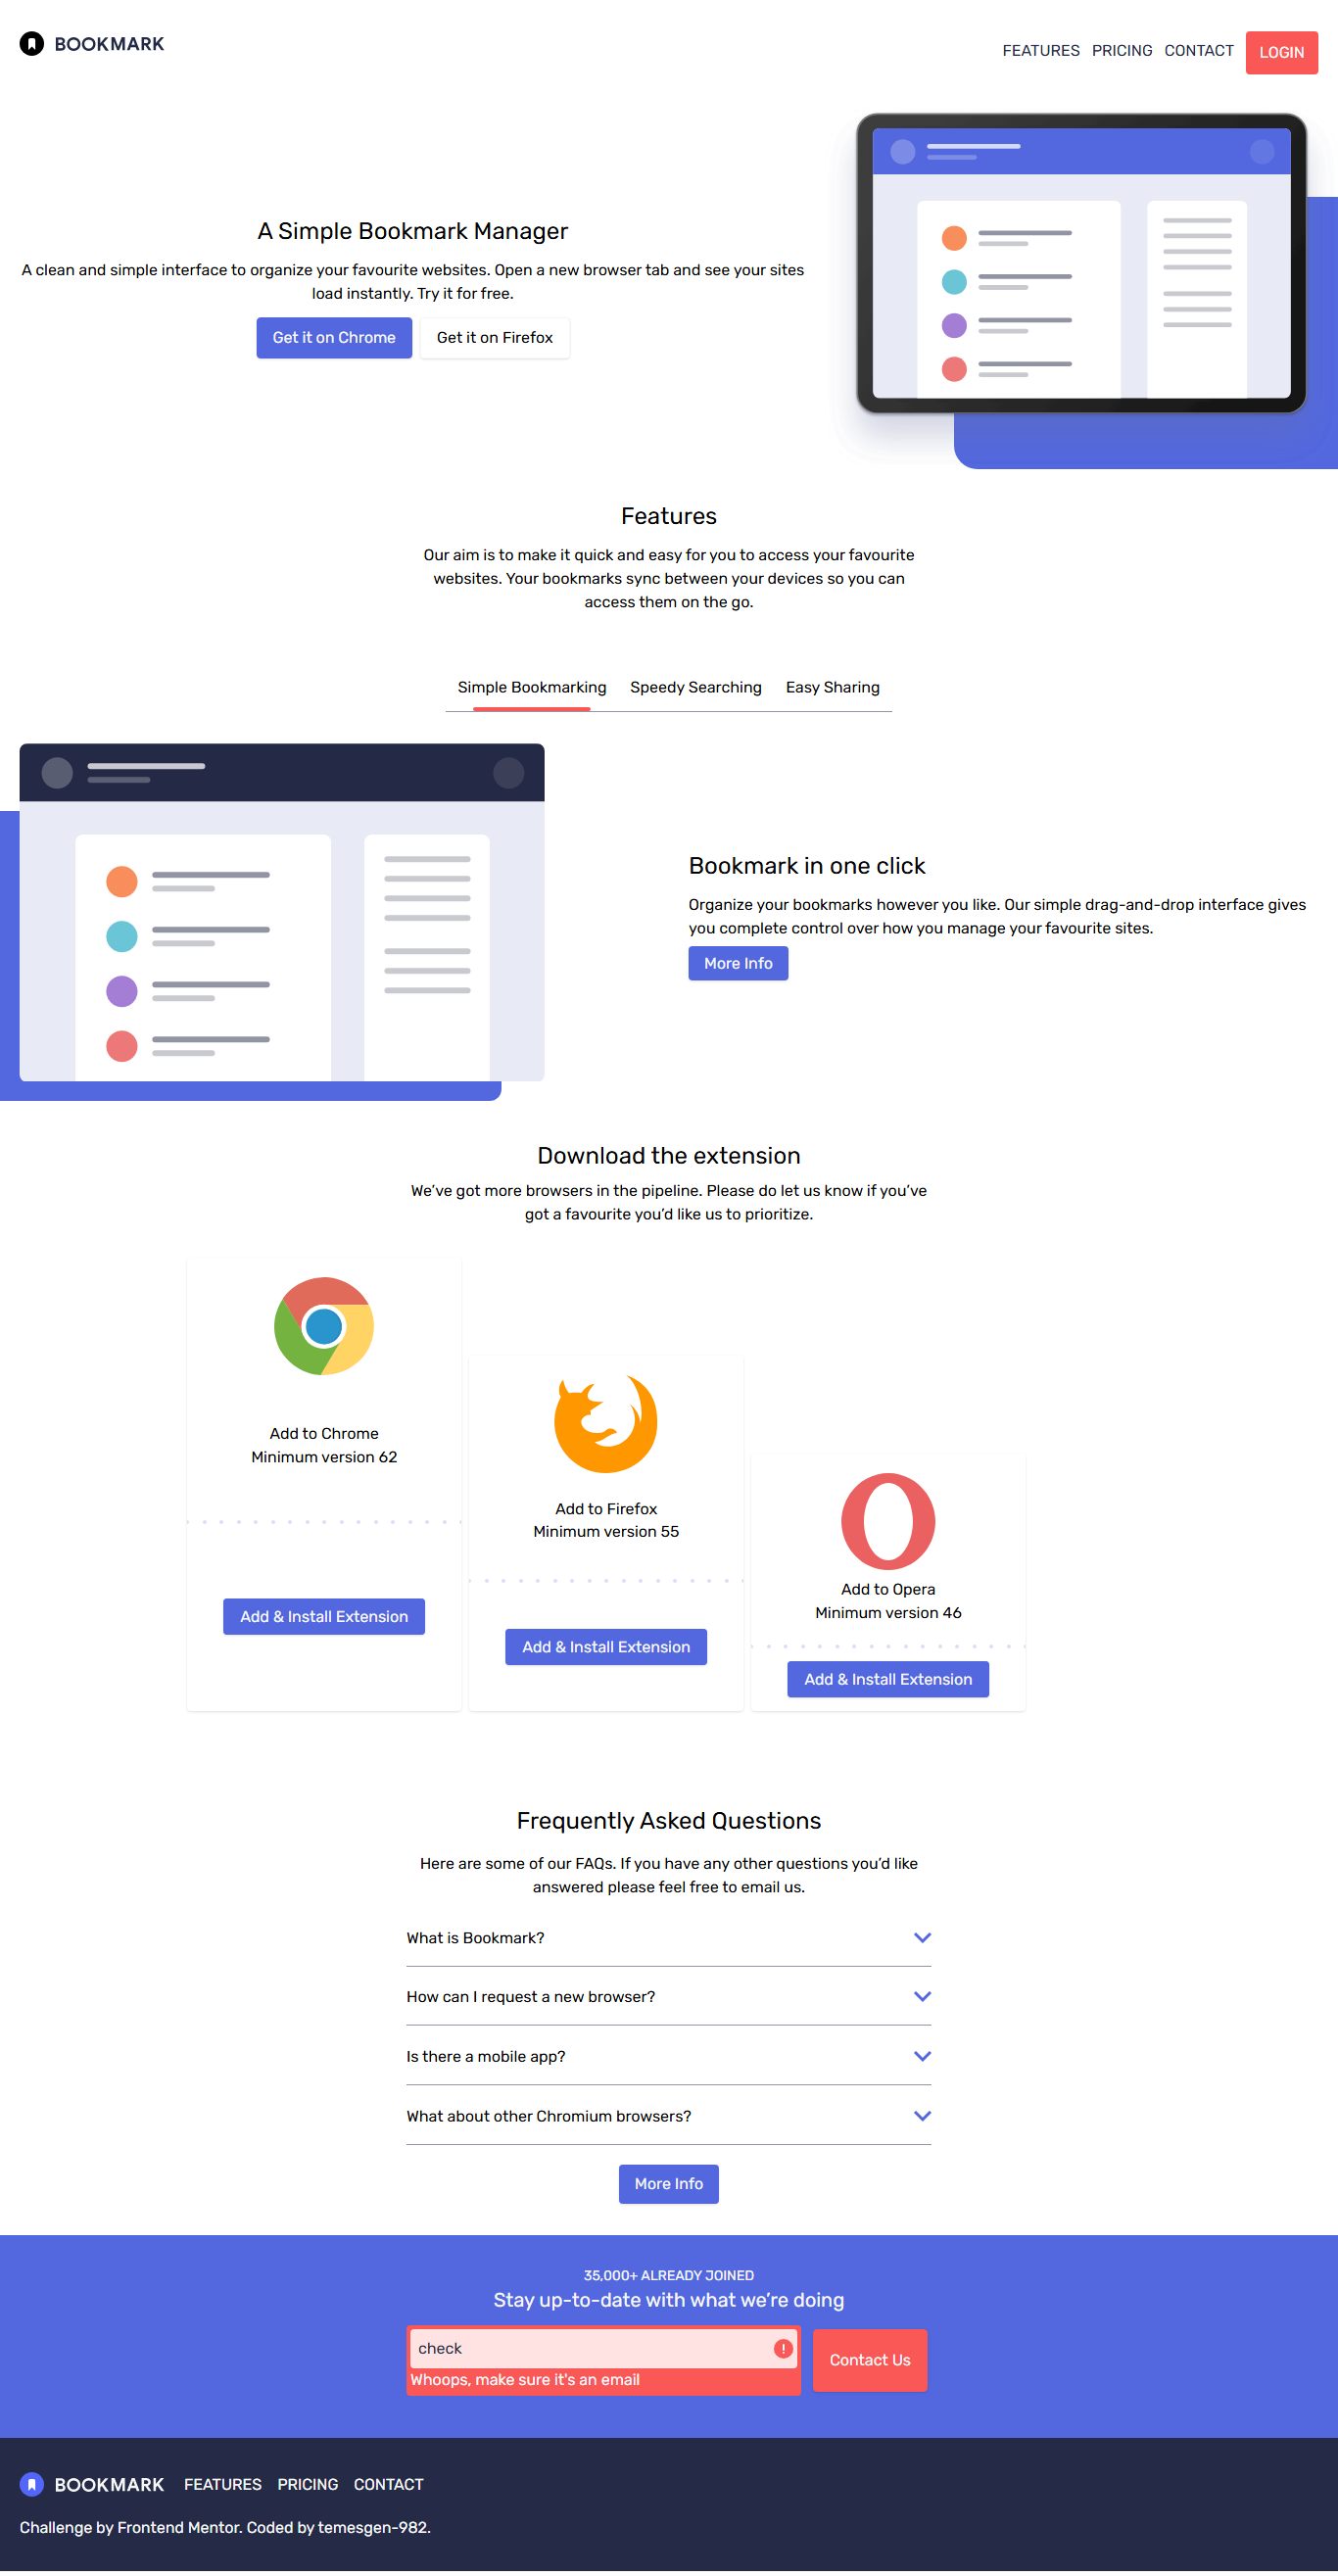 BOOKMARK
FEATURES PRICING CONTACT LOGIN
A Simple Bookmark Manager
A clean and simple interface to organize your favourite websites. Open a new browser tab and see your sites
load instantly. Try it for free.
Get it on Chrome Get it on Firefox
Features
Our aim is to make it quick and easy for you to access your favourite
websites. Your bookmarks sync between your devices so you can
access them on the go.
Simple Bookmarking Speedy Searching Easy Sharing
Bookmark in one click
Organize your bookmarks however you like. Our simple drag-and-drop interface gives
you complete control over how you manage your favourite sites.
More Info
Download the extension
We’ve got more browsers in the pipeline. Please do let us know if you’ve
got a favourite you’d like us to prioritize.
Add to Chrome
Minimum version 62
Add & Install Extension
Add to Firefox
Minimum version 55
Add & Install Extension
Add to Opera
Minimum version 46
Add & Install Extension
Frequently Asked Questions
Here are some of our FAQs. If you have any other questions you’d like
answered please feel free to email us.
What is Bookmark?
How can I request a new browser?
Is there a mobile app?
What about other Chromium browsers?
More Info
35,000+ ALREADY JOINED
Stay up-to-date with what we’re doing
check
Whoops, make sure it's an email
Contact Us
BOOKMARK FEATURES PRICING CONTACT
Challenge by Frontend Mentor. Coded by temesgen-982.